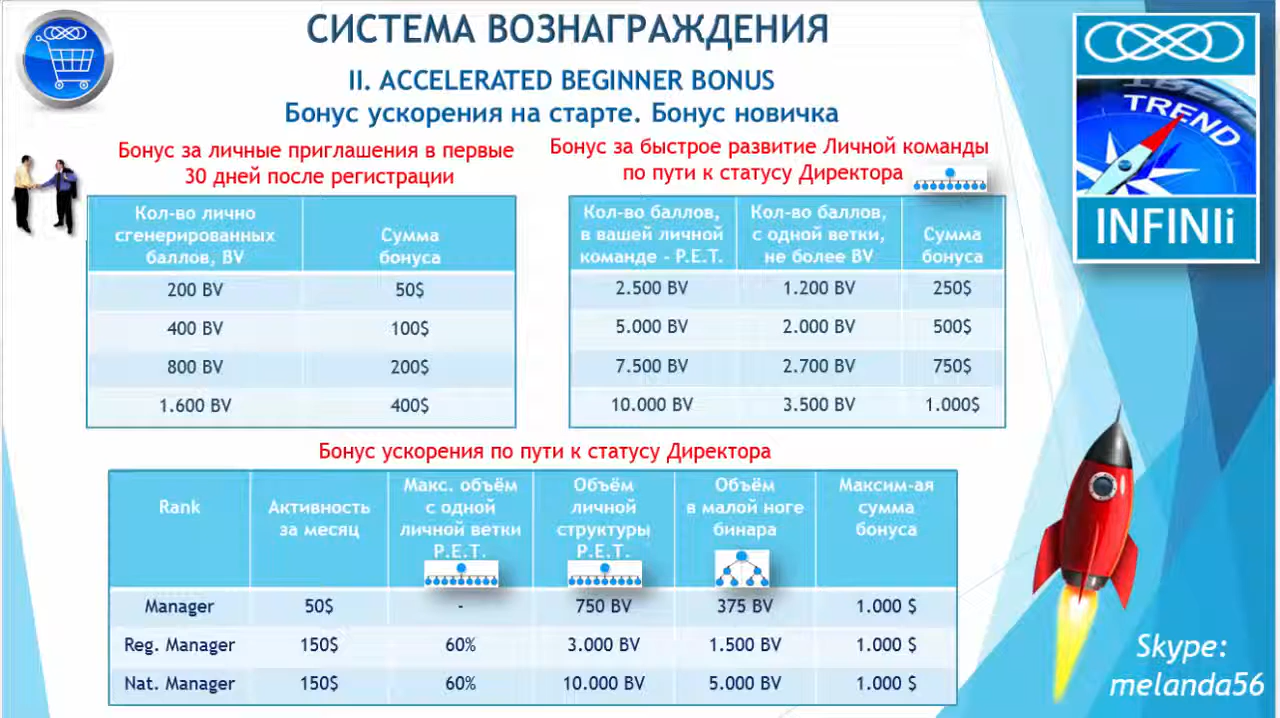 СИСТЕМА ВОЗНАГРАЖДЕНИЯ
II. ACCELERATED BEGINNER BONUS
Бонус ускорения на старте. Бонус новичка
Бонус за личные приглашения в первые
30 дней после регистрации
Кол-во лично
сгенерированных
баллов, BV
Сумма
бонуса
200 BV 50$
400 BV 100$
800 BV 200$
1.600 BV 400$
Бонус за быстрое развитие Личной команды
по пути к статусу Директора
Кол-во баллов,
в вашей личной
команде - P.E.T.
Кол-во баллов,
с одной ветки,
не более BV
Сумма
бонуса
2.500 BV 1.200 BV 250$
5.000 BV 2.000 BV 500$
7.500 BV 2.700 BV 750$
10.000 BV 3.500 BV 1.000$
Бонус ускорения по пути к статусу Директора
Rank
Активность
за месяц
Макс. объём
с одной
личной ветки
P.E.T.
Объём
личной
структуры
P.E.T.
Объём
в малой ноге
бинара
Максим-ая
сумма
бонуса
Manager 50$ - 750 BV 375 BV 1.000 $
Reg. Manager 150$ 60% 3.000 BV 1.500 BV 1.000 $
Nat. Manager 150$ 60% 10.000 BV 5.000 BV 1.000 $
TREND
INFINIi
Skype:
melanda56